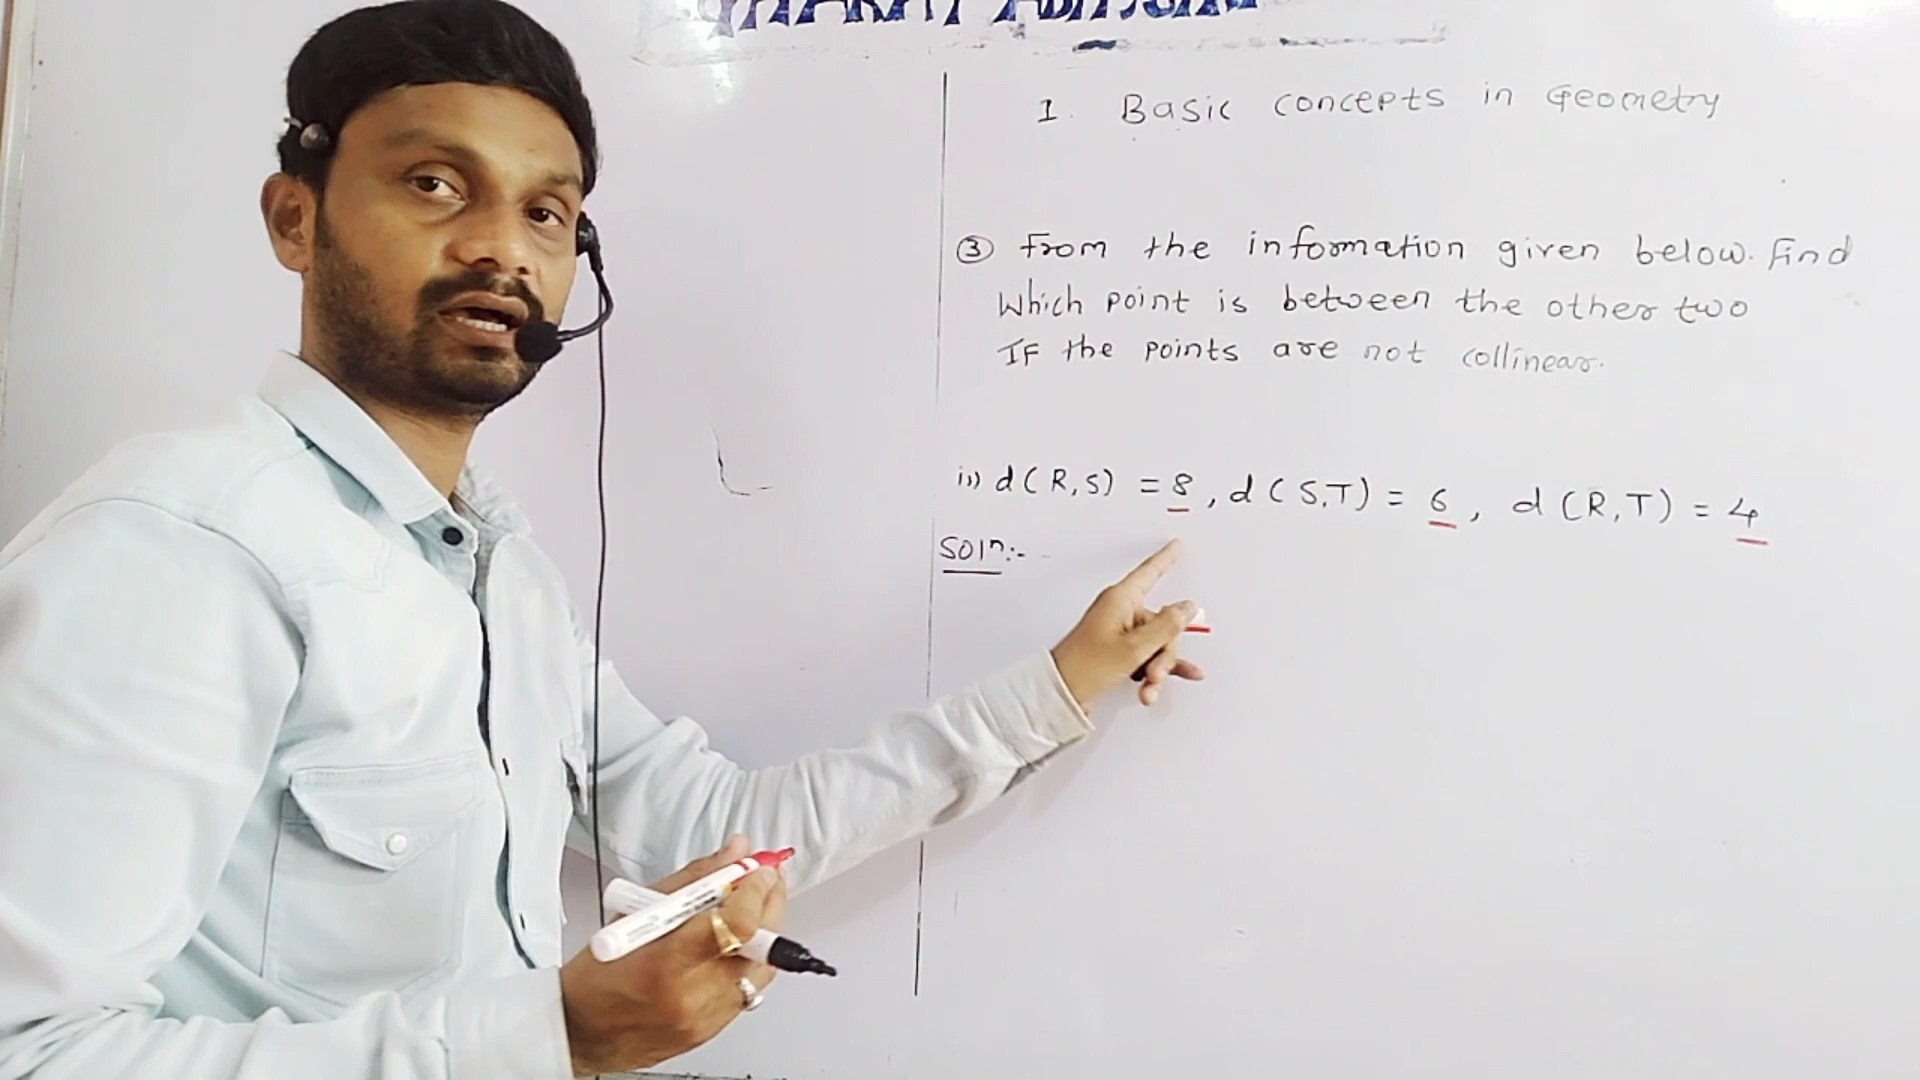 1. Basic concepts in Geometry
③ From the information given below. Find
Which point is between the other two
IF the points are not collinear.
ii) d(R,S) = 8, d(S,T) = 6, d(R,T) = 4
Solⁿ:-